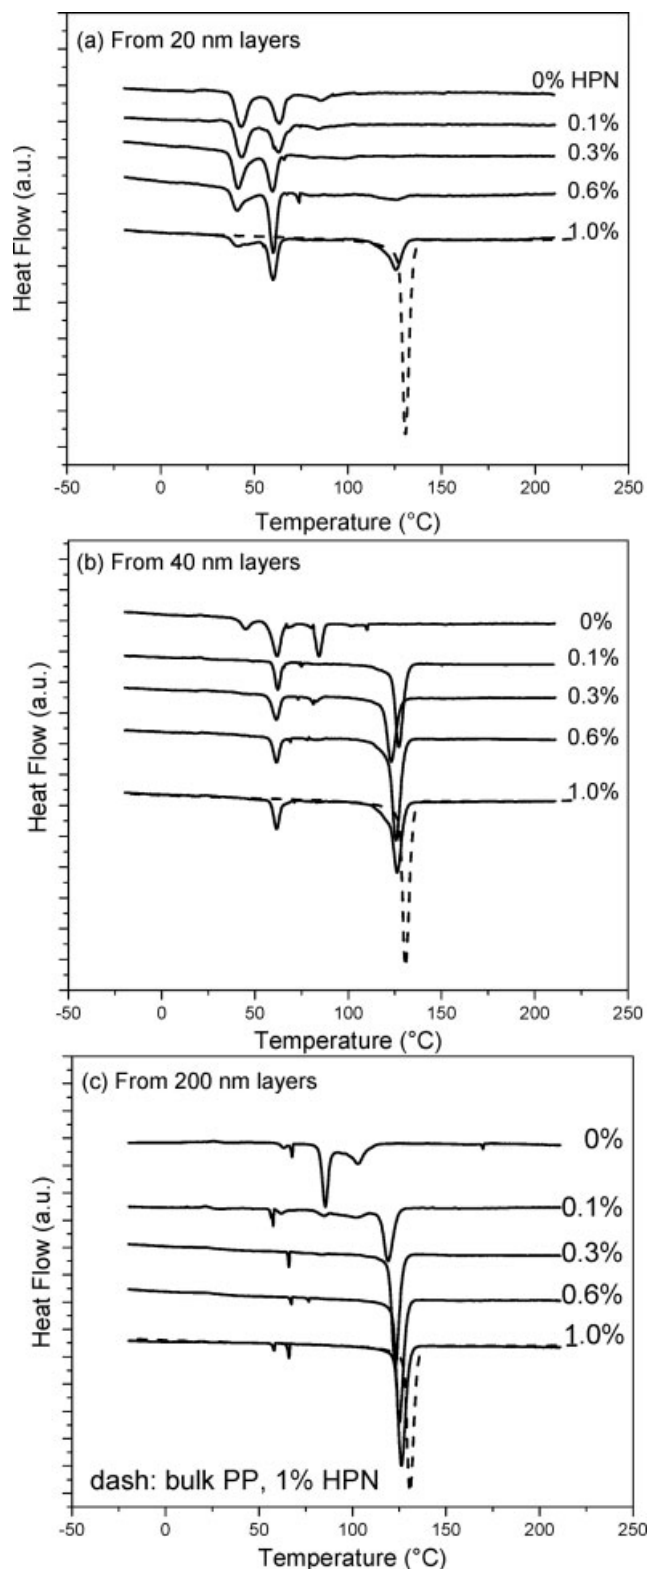 (a) From 20 nm layers
0% HPN
0.1%
0.3%
0.6%
1.0%
Heat Flow (a.u.)
-50 0 50 100 150 200 250
Temperature (°C)
(b) From 40 nm layers
0%
0.1%
0.3%
0.6%
1.0%
Heat Flow (a.u.)
-50 0 50 100 150 200 250
Temperature (°C)
(c) From 200 nm layers
0%
0.1%
0.3%
0.6%
1.0%
Heat Flow (a.u.)
dash: bulk PP, 1% HPN
-50 0 50 100 150 200 250
Temperature (°C)